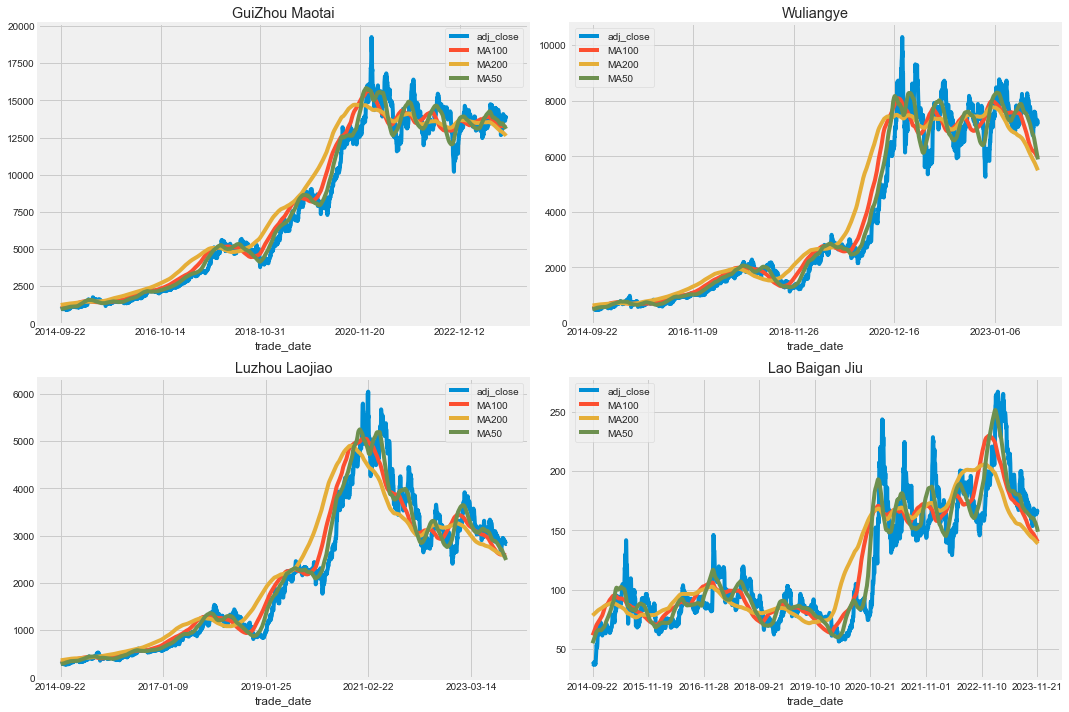 GuiZhou Maotai
20000
17500
15000
12500
10000
7500
5000
2500
0
adj_close
MA100
MA200
MA50
2014-09-22 2016-10-14 2018-10-31 2020-11-20 2022-12-12
trade_date
Wuliangye
10000
8000
6000
4000
2000
0
adj_close
MA100
MA200
MA50
2014-09-22 2016-11-09 2018-11-26 2020-12-16 2023-01-06
trade_date
Luzhou Laojiao
6000
5000
4000
3000
2000
1000
0
adj_close
MA100
MA200
MA50
2014-09-22 2017-01-09 2019-01-25 2021-02-22 2023-03-14
trade_date
Lao Baigan Jiu
250
200
150
100
50
adj_close
MA100
MA200
MA50
2014-09-22 2015-11-19 2016-11-28 2018-09-21 2019-10-10 2020-10-21 2021-11-01 2022-11-10 2023-11-21
trade_date